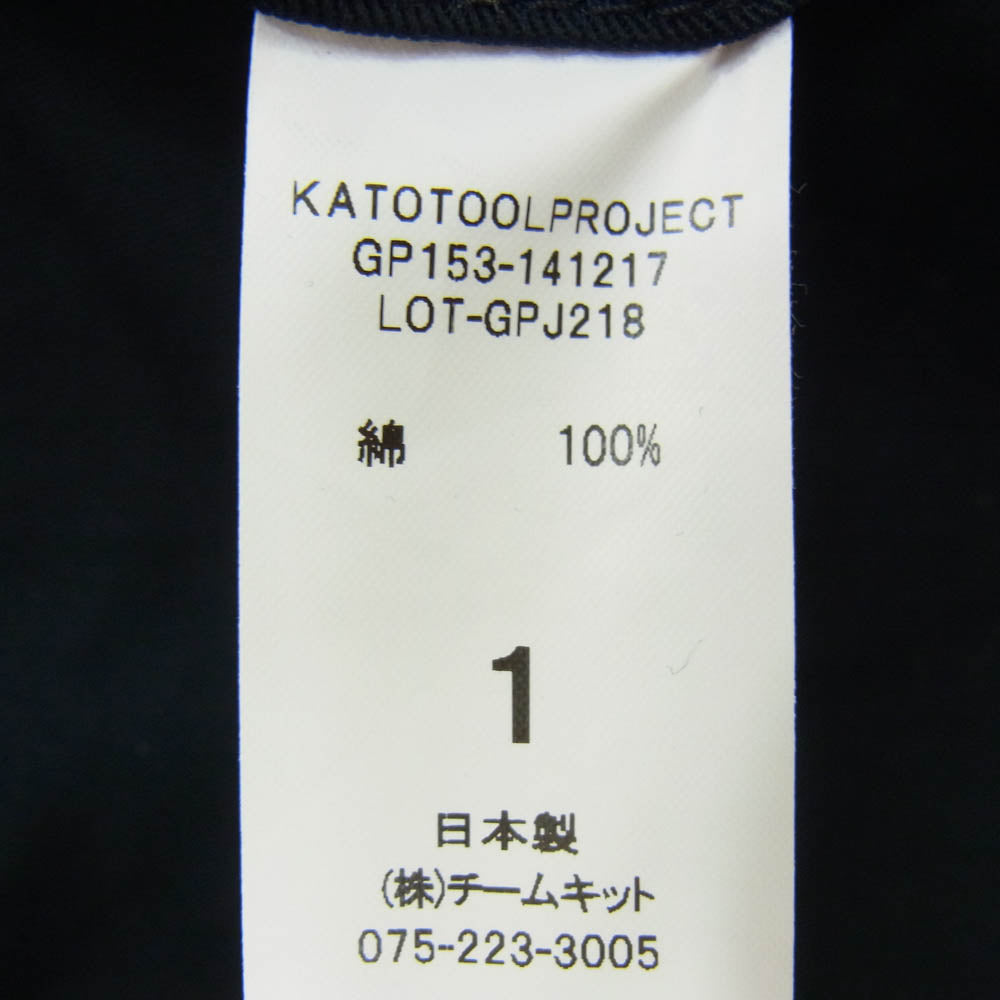 KATOTOOLPROJECT
GP153-141217
LOT-GPJ218
綿 100%
1
日本製
(株)チームキット
075-223-3005